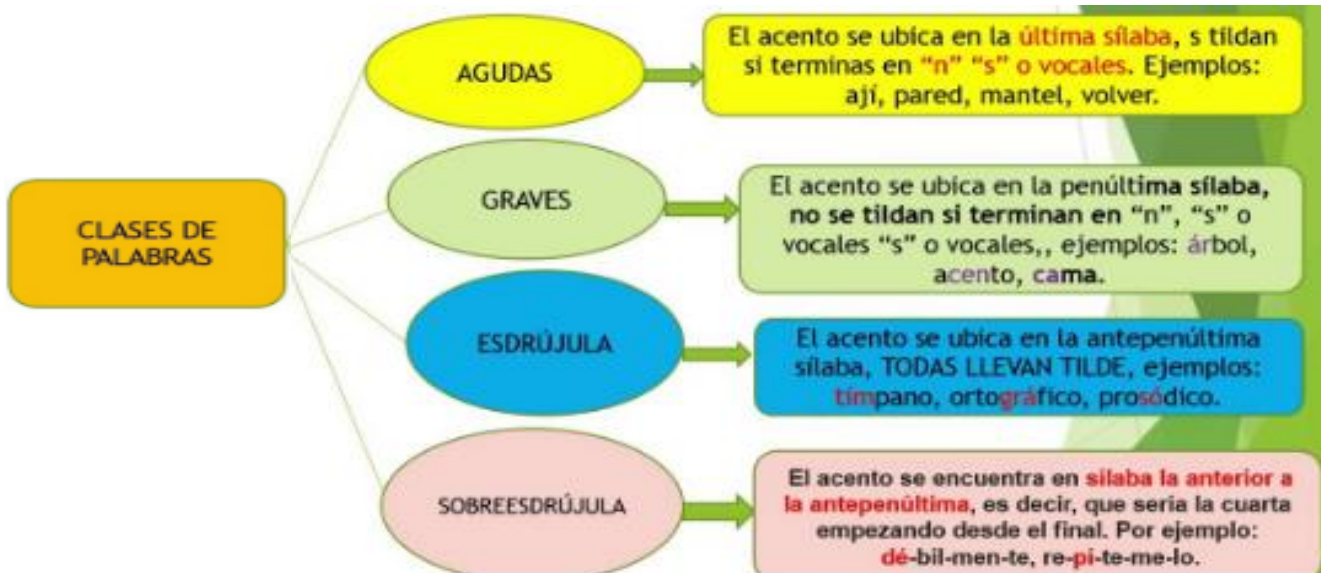 CLASES DE
PALABRAS
AGUDAS
El acento se ubica en la última sílaba, s tildan
si terminas en “n” “s” o vocales. Ejemplos:
ají, pared, mantel, volver.
GRAVES
El acento se ubica en la penúltima sílaba,
no se tildan si terminan en “n”, “s” o
vocales “s” o vocales,, ejemplos: árbol,
acento, cama.
ESDRÚJULA
El acento se ubica en la antepenúltima
sílaba, TODAS LLEVAN TILDE, ejemplos:
tímpano, ortográfico, prosódico.
SOBREESDRÚJULA
El acento se encuentra en sílaba la anterior a
la antepenúltima, es decir, que sería la cuarta
empezando desde el final. Por ejemplo:
dé-bil-men-te, re-pi-te-me-lo.